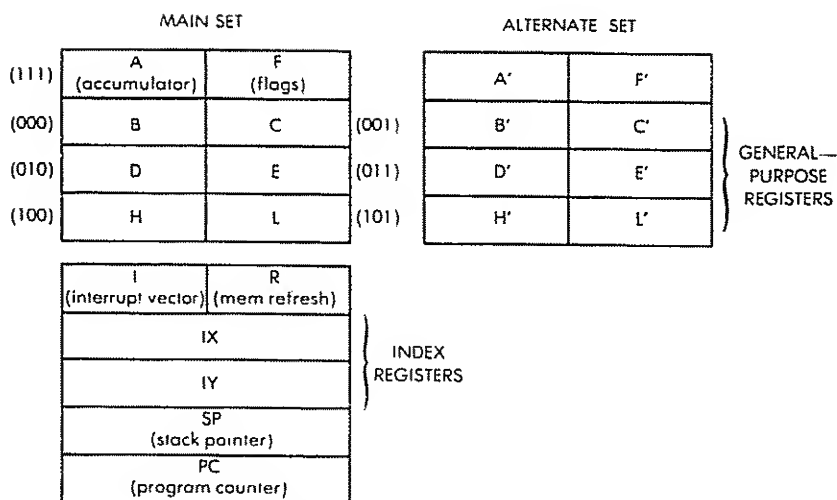 MAIN SET
ALTERNATE SET
(111)
A
(accumulator)
F
(flags)
A′
F′
(000)
B
C
(001)
B′
C′
(010)
D
E
(011)
D′
E′
(100)
H
L
(101)
H′
L′
GENERAL—
PURPOSE
REGISTERS
I
(interrupt vector)
R
(mem refresh)
IX
IY
INDEX
REGISTERS
SP
(stack pointer)
PC
(program counter)